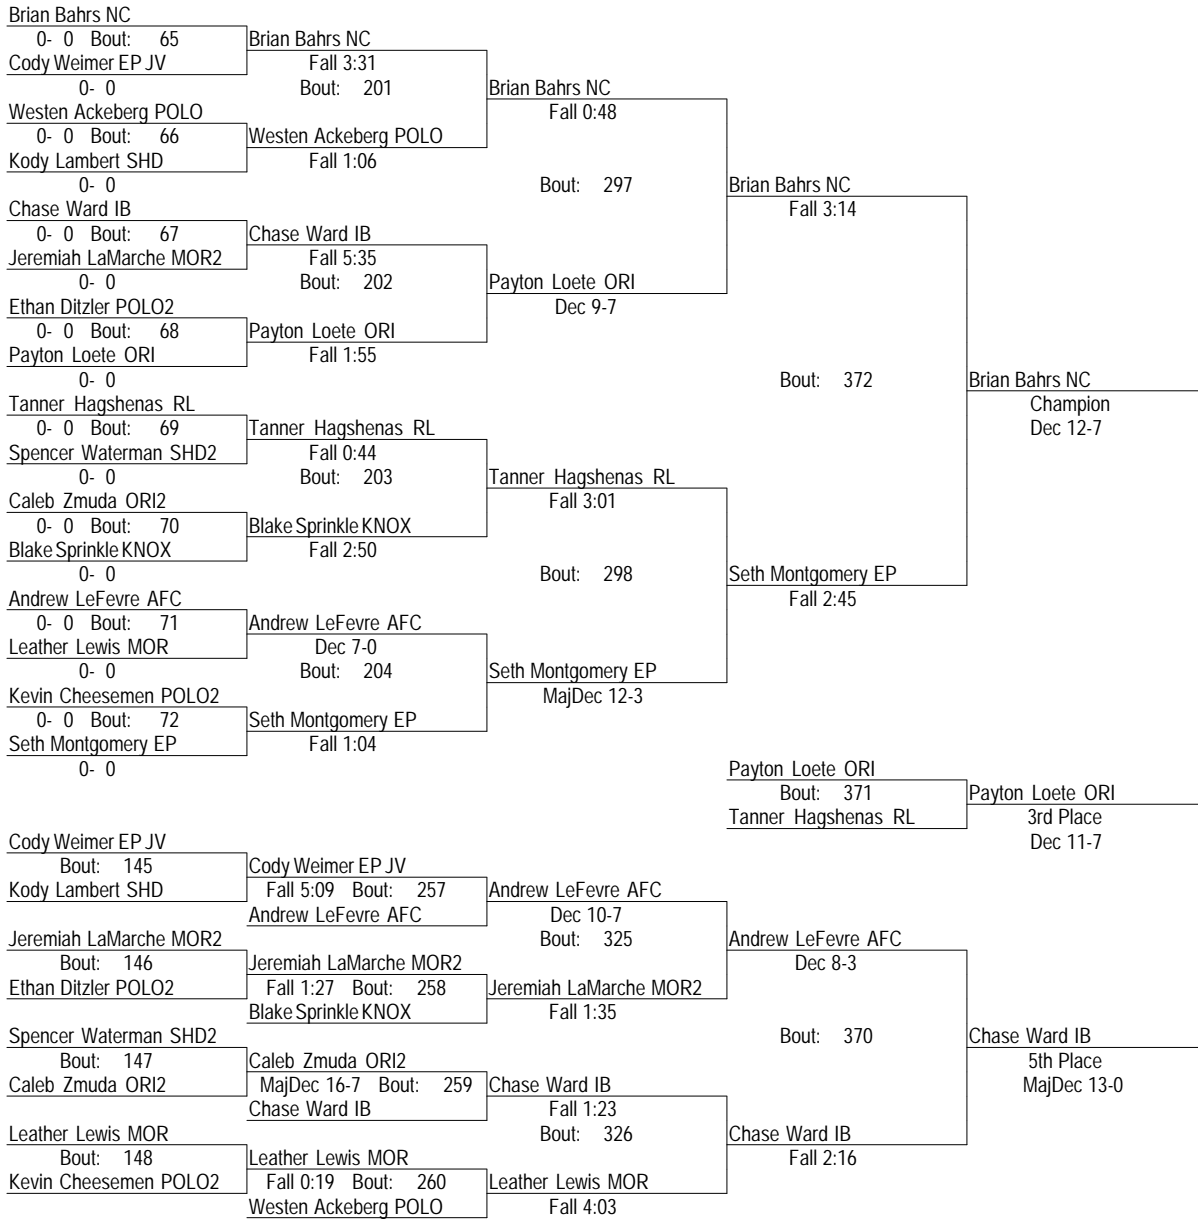 Brian Bahrs NC
0- 0 Bout: 65 Brian Bahrs NC
Cody Weimer EP JV Fall 3:31
0- 0 Bout: 201 Brian Bahrs NC
Westen Ackeberg POLO Fall 0:48
0- 0 Bout: 66 Westen Ackeberg POLO
Kody Lambert SHD Fall 1:06
0- 0 Bout: 297 Brian Bahrs NC
Chase Ward IB Fall 3:14
0- 0 Bout: 67 Chase Ward IB
Jeremiah LaMarche MOR2 Fall 5:35
0- 0 Bout: 202 Payton Loete ORI
Ethan Ditzler POLO2 Dec 9-7
0- 0 Bout: 68 Payton Loete ORI
Payton Loete ORI Fall 1:55
0- 0 Bout: 372 Brian Bahrs NC
Tanner Hagshenas RL Champion
0- 0 Bout: 69 Tanner Hagshenas RL Dec 12-7
Spencer Waterman SHD2 Fall 0:44
0- 0 Bout: 203 Tanner Hagshenas RL
Caleb Zmuda ORI2 Fall 3:01
0- 0 Bout: 70 Blake Sprinkle KNOX
Blake Sprinkle KNOX Fall 2:50
0- 0 Bout: 298 Seth Montgomery EP
Andrew LeFevre AFC Fall 2:45
0- 0 Bout: 71 Andrew LeFevre AFC
Leather Lewis MOR Dec 7-0
0- 0 Bout: 204 Seth Montgomery EP
Kevin Cheesemen POLO2 MajDec 12-3
0- 0 Bout: 72 Seth Montgomery EP
Seth Montgomery EP Fall 1:04
0- 0 Payton Loete ORI
Bout: 371 Payton Loete ORI
Tanner Hagshenas RL 3rd Place
Cody Weimer EP JV Dec 11-7
Bout: 145 Cody Weimer EP JV
Kody Lambert SHD Fall 5:09 Bout: 257 Andrew LeFevre AFC
Andrew LeFevre AFC Dec 10-7
Jeremiah LaMarche MOR2 Bout: 325 Andrew LeFevre AFC
Bout: 146 Jeremiah LaMarche MOR2 Dec 8-3
Ethan Ditzler POLO2 Fall 1:27 Bout: 258 Jeremiah LaMarche MOR2
Blake Sprinkle KNOX Fall 1:35
Spencer Waterman SHD2 Bout: 370 Chase Ward IB
Bout: 147 Caleb Zmuda ORI2 5th Place
Caleb Zmuda ORI2 MajDec 16-7 Bout: 259 Chase Ward IB MajDec 13-0
Chase Ward IB Fall 1:23
Leather Lewis MOR Bout: 326 Chase Ward IB
Bout: 148 Leather Lewis MOR Fall 2:16
Kevin Cheesemen POLO2 Fall 0:19 Bout: 260 Leather Lewis MOR
Westen Ackeberg POLO Fall 4:03